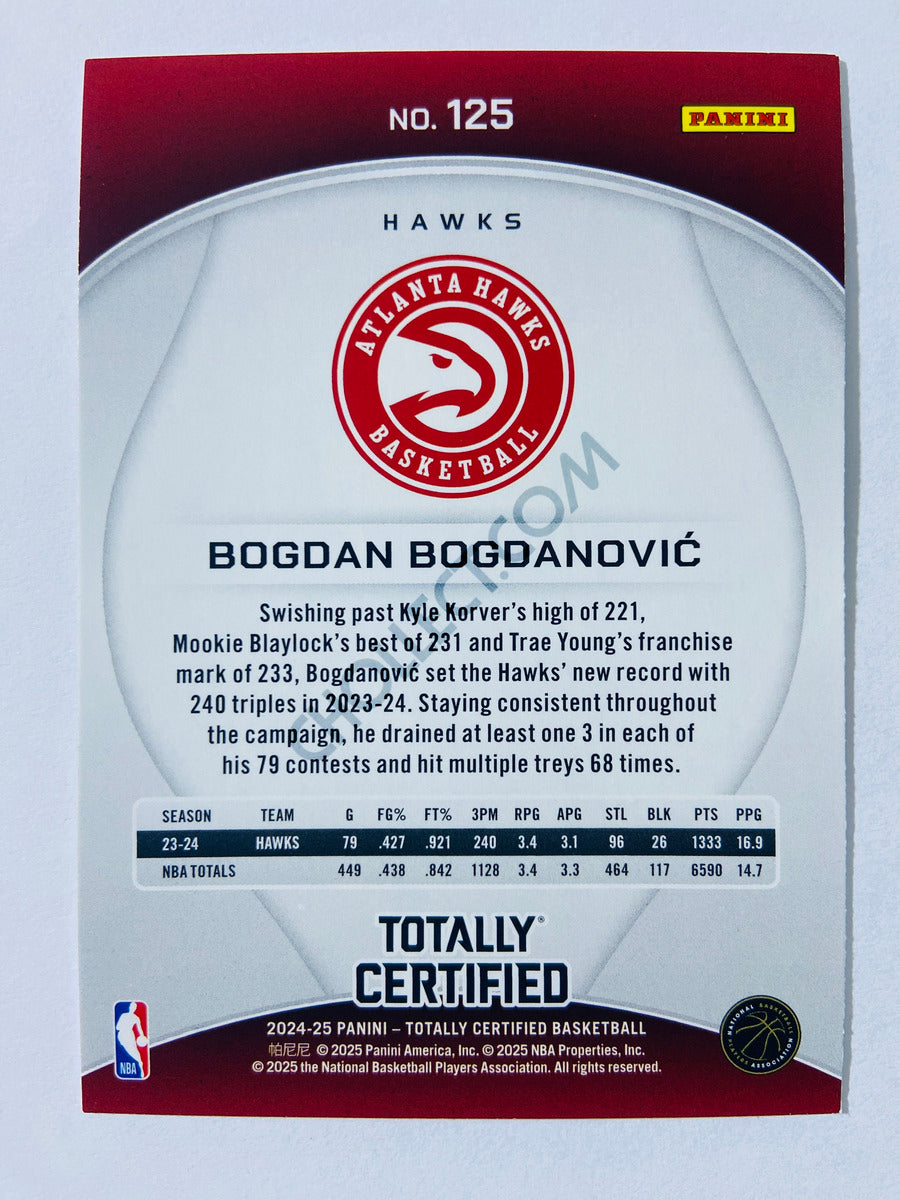 NO. 125
PANINI
HAWKS
ATLANTA HAWKS
BASKETBALL
BOGDAN BOGDANOVIĆ
Swishing past Kyle Korver's high of 221,
Mookie Blaylock's best of 231 and Trae Young's franchise
mark of 233, Bogdanović set the Hawks' new record with
240 triples in 2023-24. Staying consistent throughout
the campaign, he drained at least one 3 in each of
his 79 contests and hit multiple treys 68 times.
CHOLLECT.COM
SEASON TEAM G FG% FT% 3PM RPG APG STL BLK PTS PPG
23-24 HAWKS 79 .427 .921 240 3.4 3.1 96 26 1333 16.9
NBA TOTALS 449 .438 .842 1128 3.4 3.3 464 117 6590 14.7
TOTALLY®
CERTIFIED
2024-25 PANINI – TOTALLY CERTIFIED BASKETBALL
帕尼尼 © 2025 Panini America, Inc. © 2025 NBA Properties, Inc.
© 2025 the National Basketball Players Association. All rights reserved.
NBA
NATIONAL BASKETBALL
PLAYERS ASSOCIATION